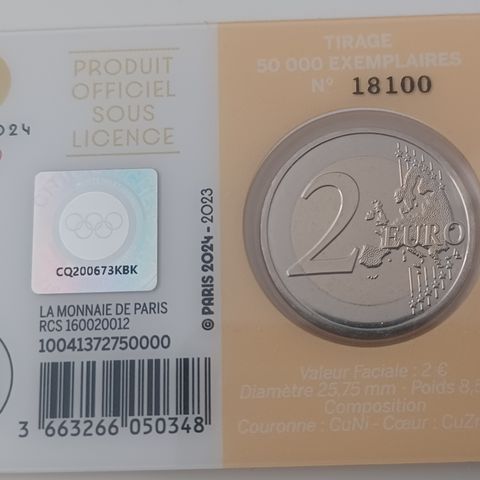 PRODUIT
OFFICIEL
SOUS
LICENCE
2024
CQ200673KBK
LA MONNAIE DE PARIS
RCS 160020012
10041372750000
3 663266 050348
© PARIS 2024 - 2023
TIRAGE
50 000 EXEMPLAIRES
N° 18100
2 EURO
Valeur Faciale : 2 €
Diamètre 25,75 mm - Poids 8,5
Composition
Couronne : CuNi - Cœur : CuZn